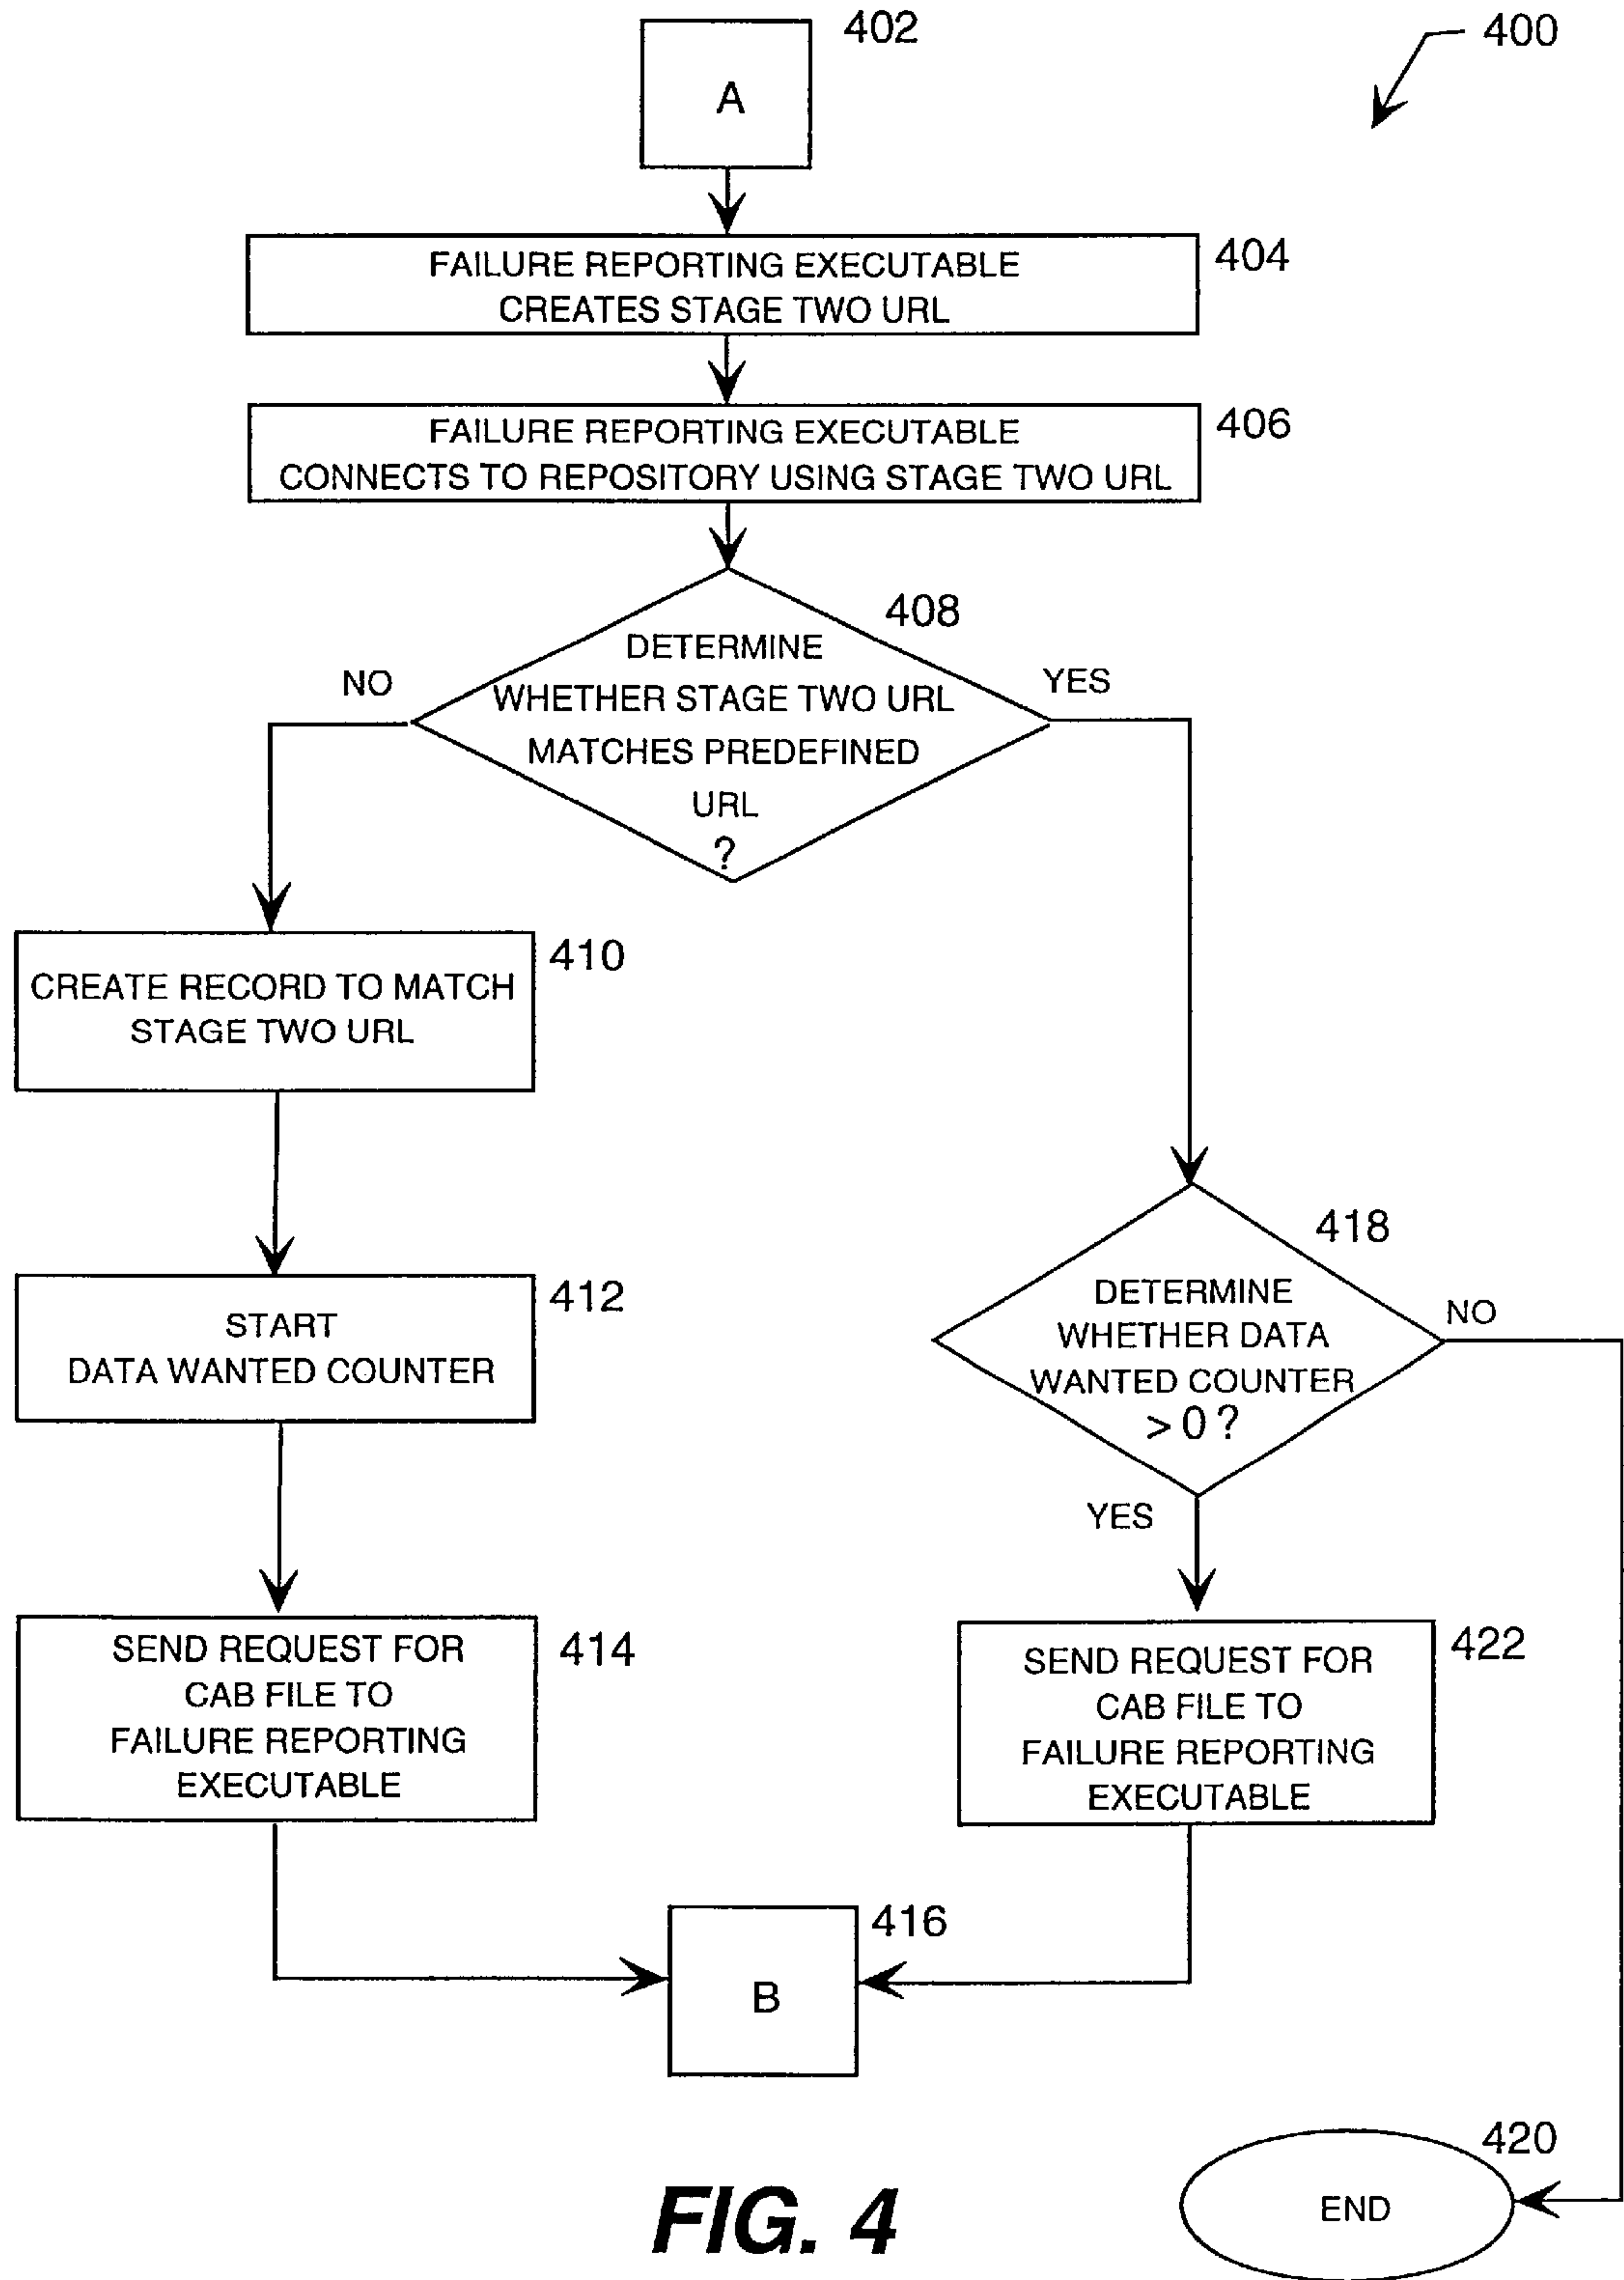 402
400
A
FAILURE REPORTING EXECUTABLE
CREATES STAGE TWO URL
404
FAILURE REPORTING EXECUTABLE
CONNECTS TO REPOSITORY USING STAGE TWO URL
406
408
DETERMINE
WHETHER STAGE TWO URL
MATCHES PREDEFINED
URL
?
NO
YES
410
CREATE RECORD TO MATCH
STAGE TWO URL
412
START
DATA WANTED COUNTER
418
DETERMINE
WHETHER DATA
WANTED COUNTER
> 0 ?
NO
YES
414
SEND REQUEST FOR
CAB FILE TO
FAILURE REPORTING
EXECUTABLE
422
SEND REQUEST FOR
CAB FILE TO
FAILURE REPORTING
EXECUTABLE
416
B
420
END
FIG. 4